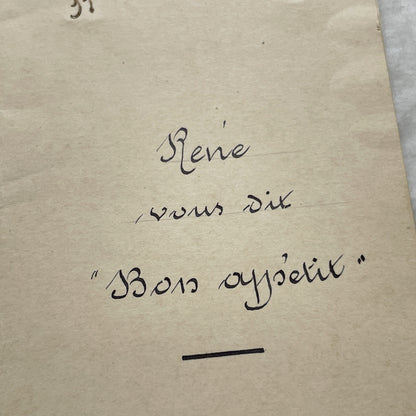 René
vous dit
"Bon appétit"